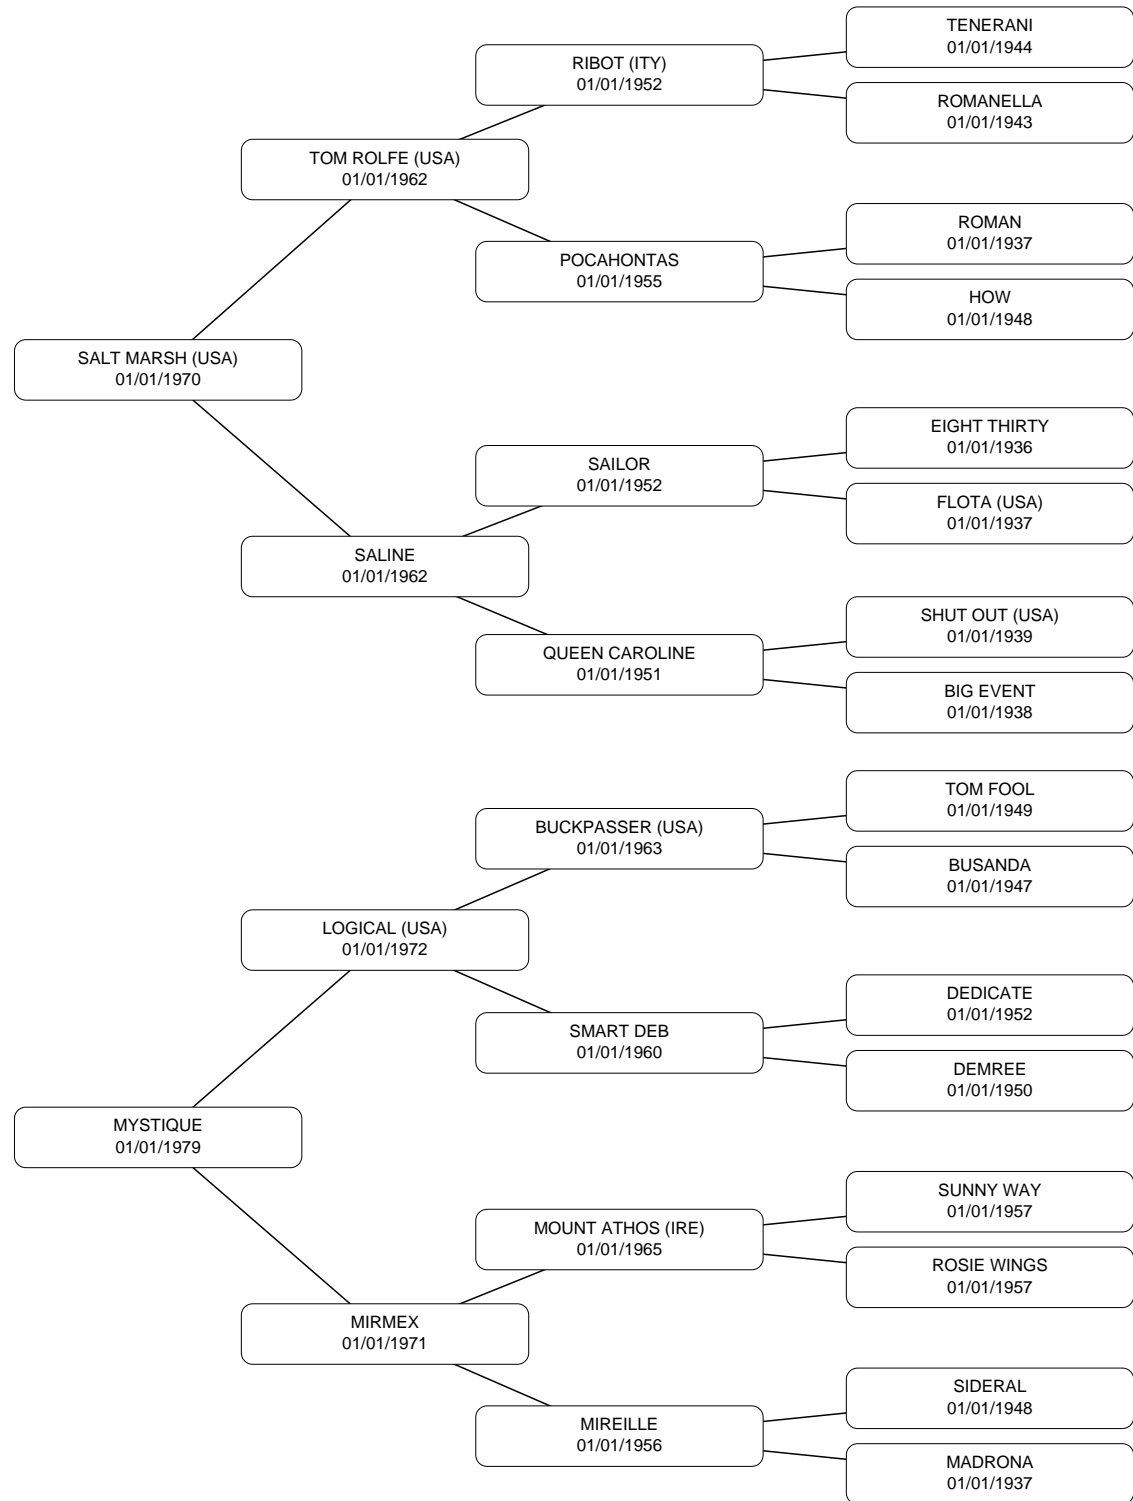 TENERANI
01/01/1944
RIBOT (ITY)
01/01/1952
ROMANELLA
01/01/1943
TOM ROLFE (USA)
01/01/1962
ROMAN
01/01/1937
POCAHONTAS
01/01/1955
HOW
01/01/1948
SALT MARSH (USA)
01/01/1970
EIGHT THIRTY
01/01/1936
SAILOR
01/01/1952
FLOTA (USA)
01/01/1937
SALINE
01/01/1962
SHUT OUT (USA)
01/01/1939
QUEEN CAROLINE
01/01/1951
BIG EVENT
01/01/1938
TOM FOOL
01/01/1949
BUCKPASSER (USA)
01/01/1963
BUSANDA
01/01/1947
LOGICAL (USA)
01/01/1972
DEDICATE
01/01/1952
SMART DEB
01/01/1960
DEMREE
01/01/1950
MYSTIQUE
01/01/1979
SUNNY WAY
01/01/1957
MOUNT ATHOS (IRE)
01/01/1965
ROSIE WINGS
01/01/1957
MIRMEX
01/01/1971
SIDERAL
01/01/1948
MIREILLE
01/01/1956
MADRONA
01/01/1937